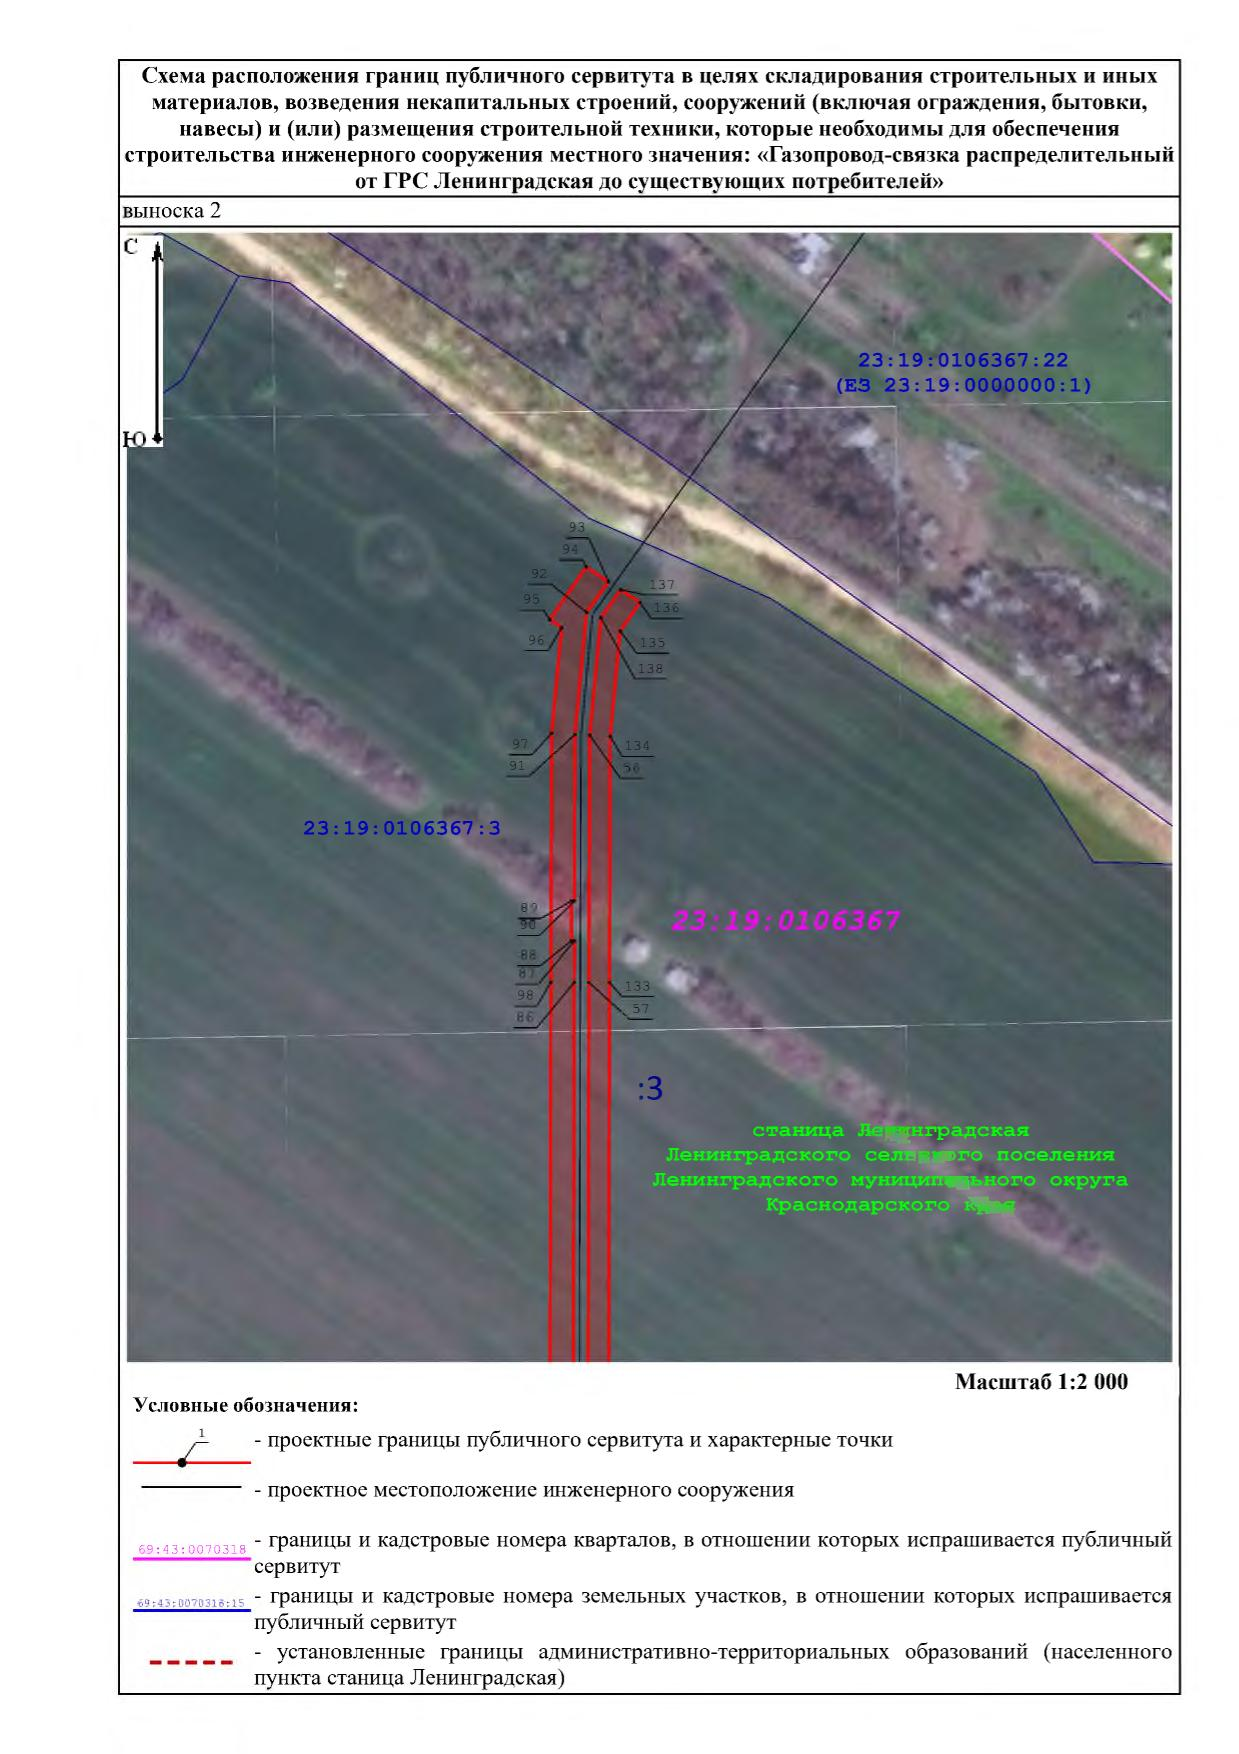 Схема расположения границ публичного сервитута в целях складирования строительных и иных
материалов, возведения некапитальных строений, сооружений (включая ограждения, бытовки,
навесы) и (или) размещения строительной техники, которые необходимы для обеспечения
строительства инженерного сооружения местного значения: «Газопровод-связка распределительный
от ГРС Ленинградская до существующих потребителей»
выноска 2
С
Ю
23:19:0106367:22
(ЕЗ 23:19:0000000:1)
93
94
92
137
95
136
96
135
138
97
134
91
56
23:19:0106367:3
89
90
23:19:0106367
88
87
98
133
86
57
:3
станица Ленинградская
Ленинградского сельского поселения
Ленинградского муниципального округа
Краснодарского края
Масштаб 1:2 000
Условные обозначения:
1
- проектные границы публичного сервитута и характерные точки
- проектное местоположение инженерного сооружения
69:43:0070318
- границы и кадстровые номера кварталов, в отношении которых испрашивается публичный
сервитут
69:43:0070318:15
- границы и кадстровые номера земельных участков, в отношении которых испрашивается
публичный сервитут
- установленные границы административно-территориальных образований (населенного
пункта станица Ленинградская)